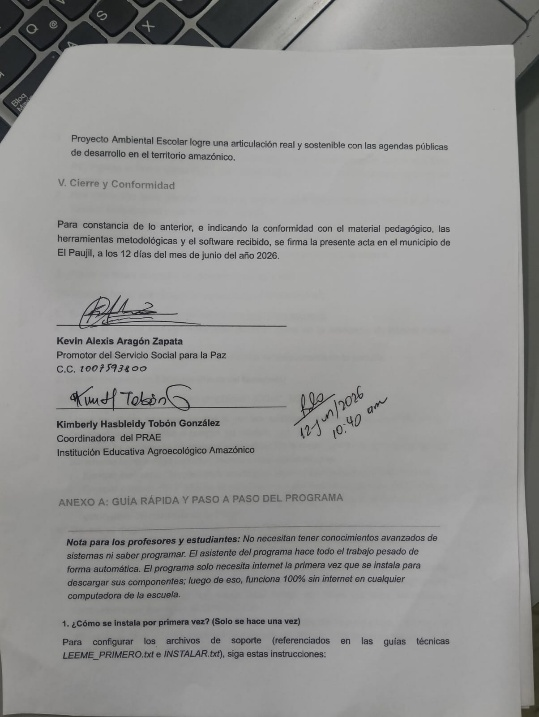 Proyecto Ambiental Escolar logre una articulación real y sostenible con las agendas públicas
de desarrollo en el territorio amazónico.
V. Cierre y Conformidad
Para constancia de lo anterior, e indicando la conformidad con el material pedagógico, las
herramientas metodológicas y el software recibido, se firma la presente acta en el municipio de
El Paujil, a los 12 días del mes de junio del año 2026.
Kevin Alexis Aragón Zapata
Promotor del Servicio Social para la Paz
C.C. 1007593800
Kimberly Hasbleidy Tobón González
Coordinadora del PRAE
Institución Educativa Agroecológico Amazónico
12-Jun/2026
10:40 am
ANEXO A: GUÍA RÁPIDA Y PASO A PASO DEL PROGRAMA
Nota para los profesores y estudiantes: No necesitan tener conocimientos avanzados de
sistemas ni saber programar. El asistente del programa hace todo el trabajo pesado de
forma automática. El programa solo necesita internet la primera vez que se instala para
descargar sus componentes; luego de eso, funciona 100% sin internet en cualquier
computadora de la escuela.
1. ¿Cómo se instala por primera vez? (Solo se hace una vez)
Para configurar los archivos de soporte (referenciados en las guías técnicas
LEEME_PRIMERO.txt e INSTALAR.txt), siga estas instrucciones: